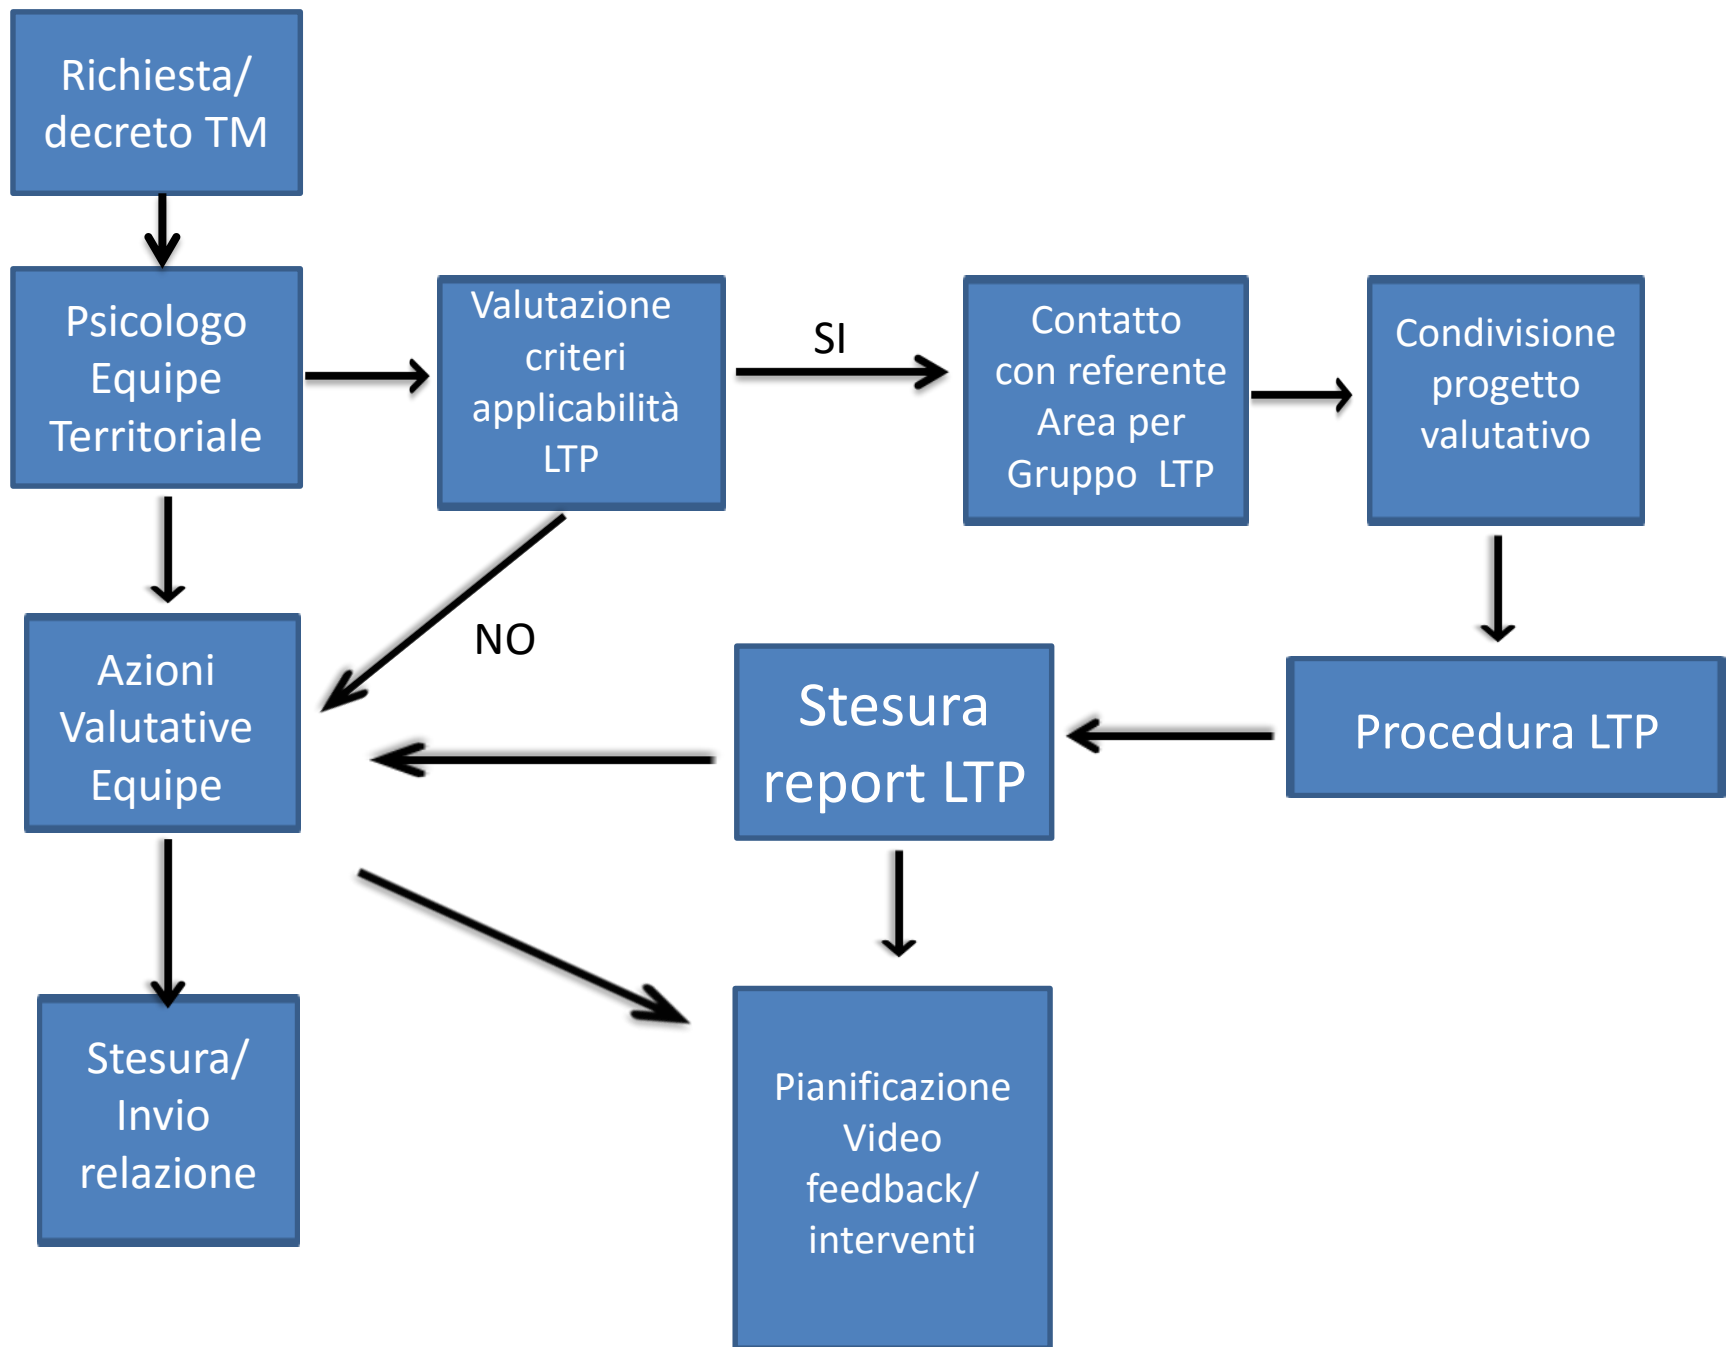 Richiesta/
decreto TM
Psicologo
Equipe
Territoriale
Valutazione
criteri
applicabilità
LTP
SI
Contatto
con referente
Area per
Gruppo LTP
Condivisione
progetto
valutativo
NO
Azioni
Valutative
Equipe
Stesura
report LTP
Procedura LTP
Stesura/
Invio
relazione
Pianificazione
Video
feedback/
interventi